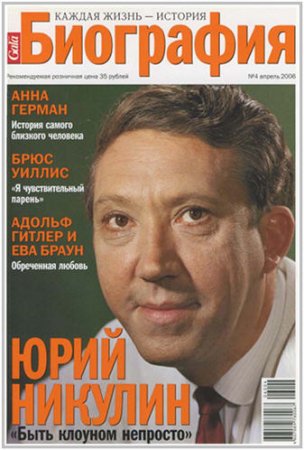 КАЖДАЯ ЖИЗНЬ — ИСТОРИЯ
Gala
Биография
Рекомендуемая розничная цена 35 рублей
№4 апрель 2008
АННА
ГЕРМАН
История самого
близкого человека
БРЮС
УИЛЛИС
«Я чувствительный
парень»
АДОЛЬФ
ГИТЛЕР И
ЕВА БРАУН
Обреченная любовь
ЮРИЙ
НИКУЛИН
«Быть клоуном непросто»